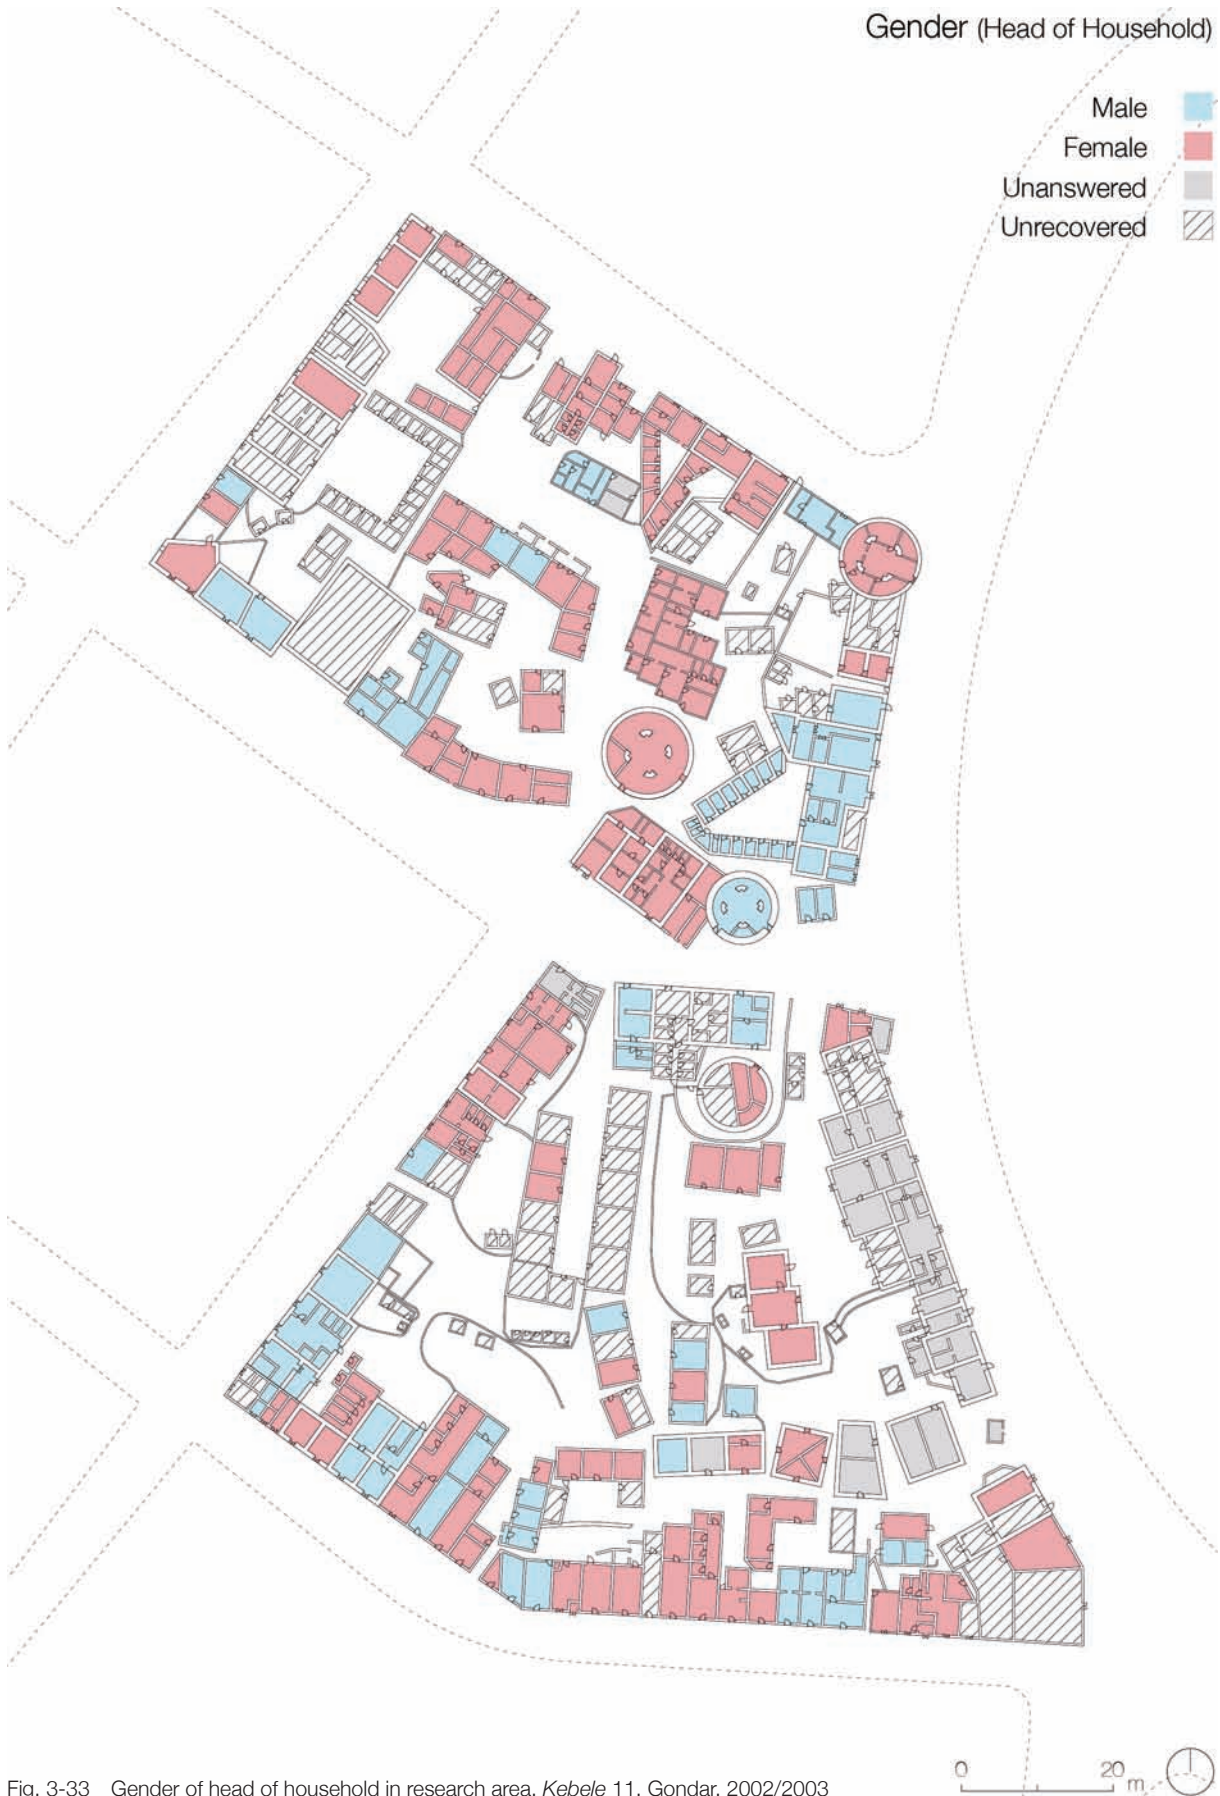 Gender (Head of Household)
Male
Female
Unanswered
Unrecovered
0 20 m
Fig. 3-33 Gender of head of household in research area, Kebele 11, Gondar, 2002/2003